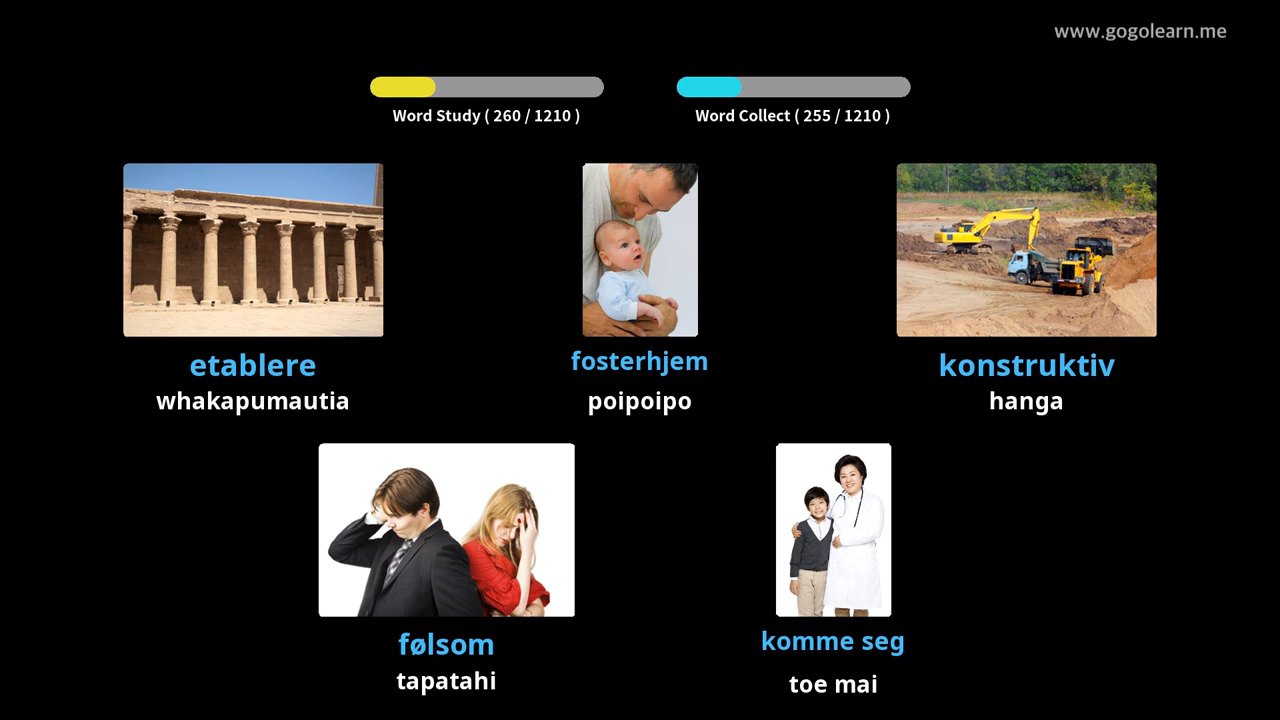 www.gogolearn.me
Word Study ( 260 / 1210 )
Word Collect ( 255 / 1210 )
etablere
whakapumautia
fosterhjem
poipoipo
konstruktiv
hanga
følsom
tapatahi
komme seg
toe mai